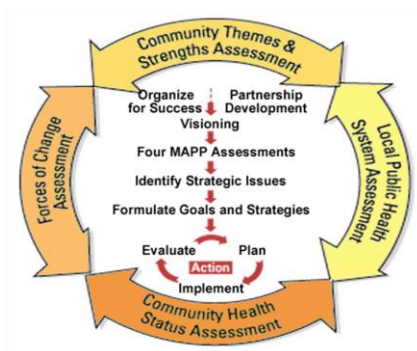 Community Themes &
Strengths Assessment
Organize
for Success
Partnership
Development
Visioning
Four MAPP Assessments
Identify Strategic Issues
Formulate Goals and Strategies
Evaluate
Plan
Action
Implement
Forces of Change
Assessment
Local Public Health
System Assessment
Community Health
Status Assessment